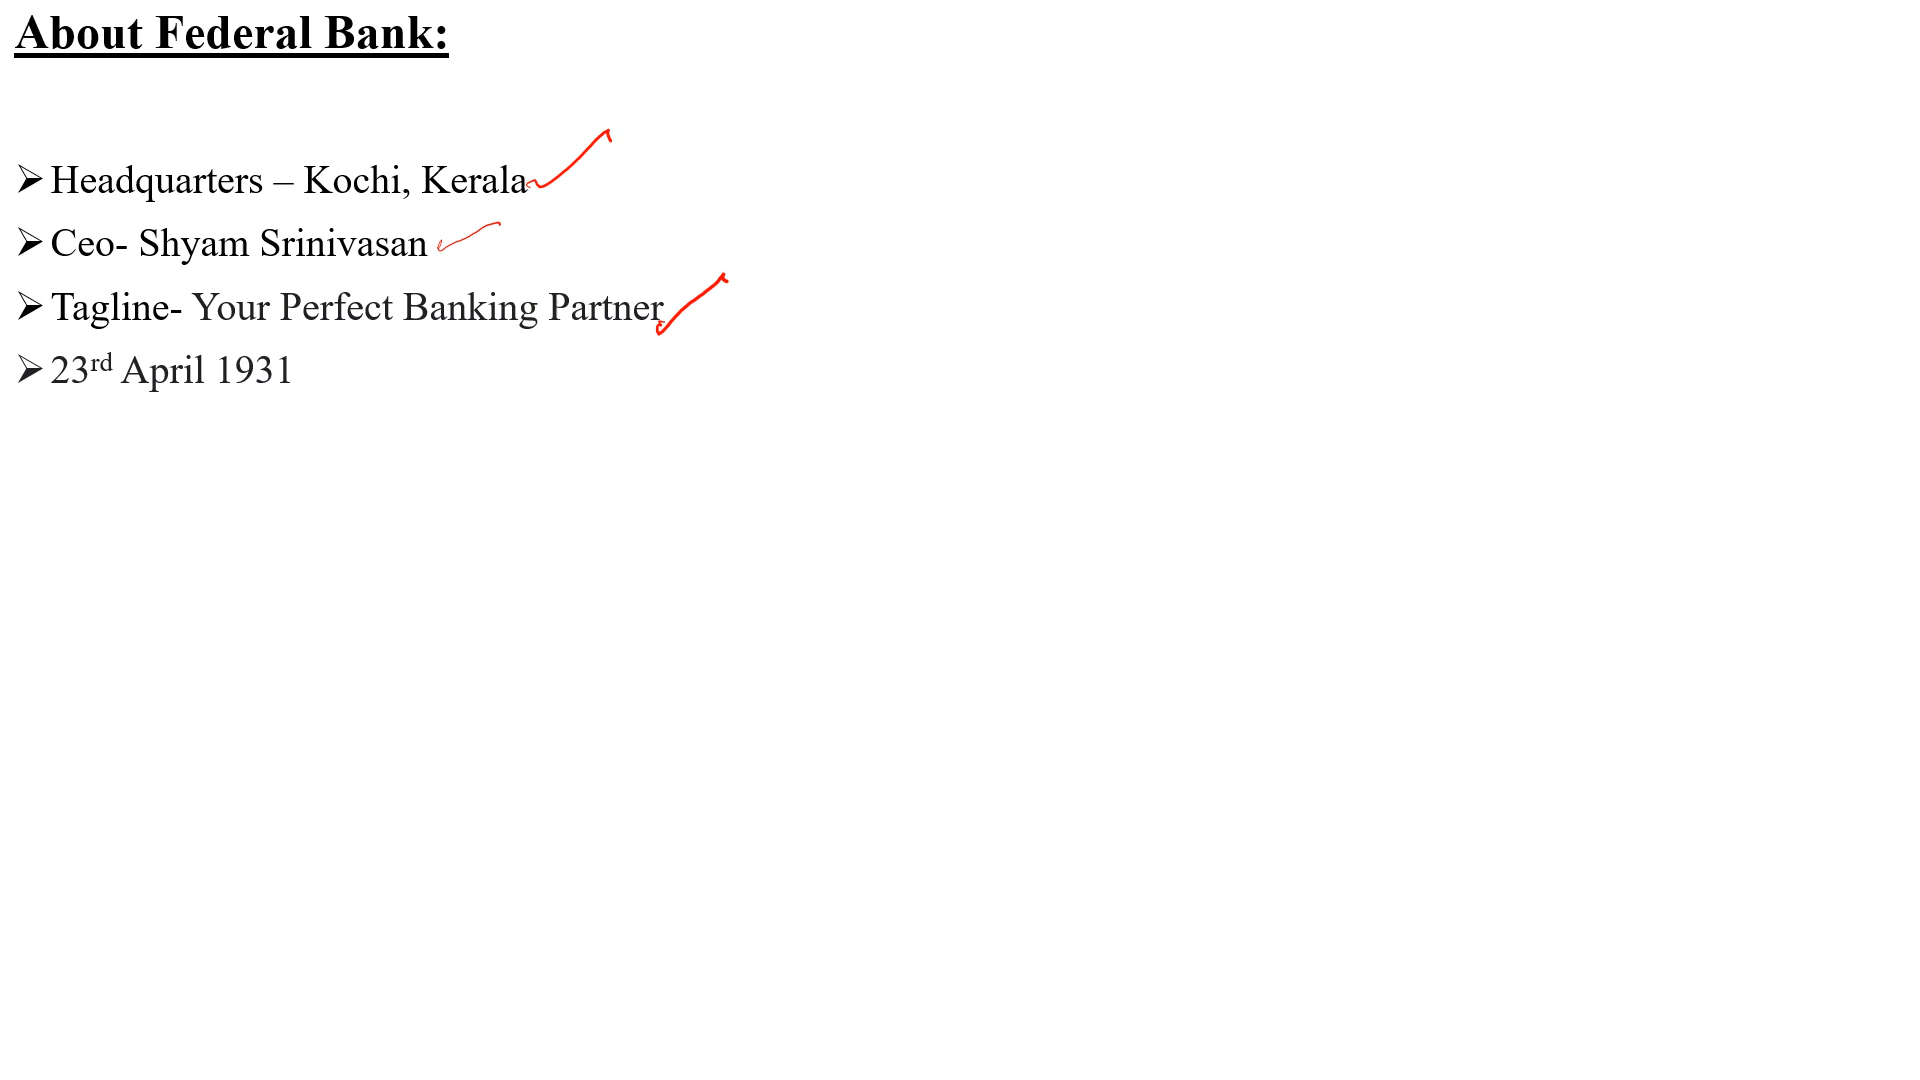 About Federal Bank:
➢ Headquarters – Kochi, Kerala
➢ Ceo- Shyam Srinivasan
➢ Tagline- Your Perfect Banking Partner
➢ 23rd April 1931